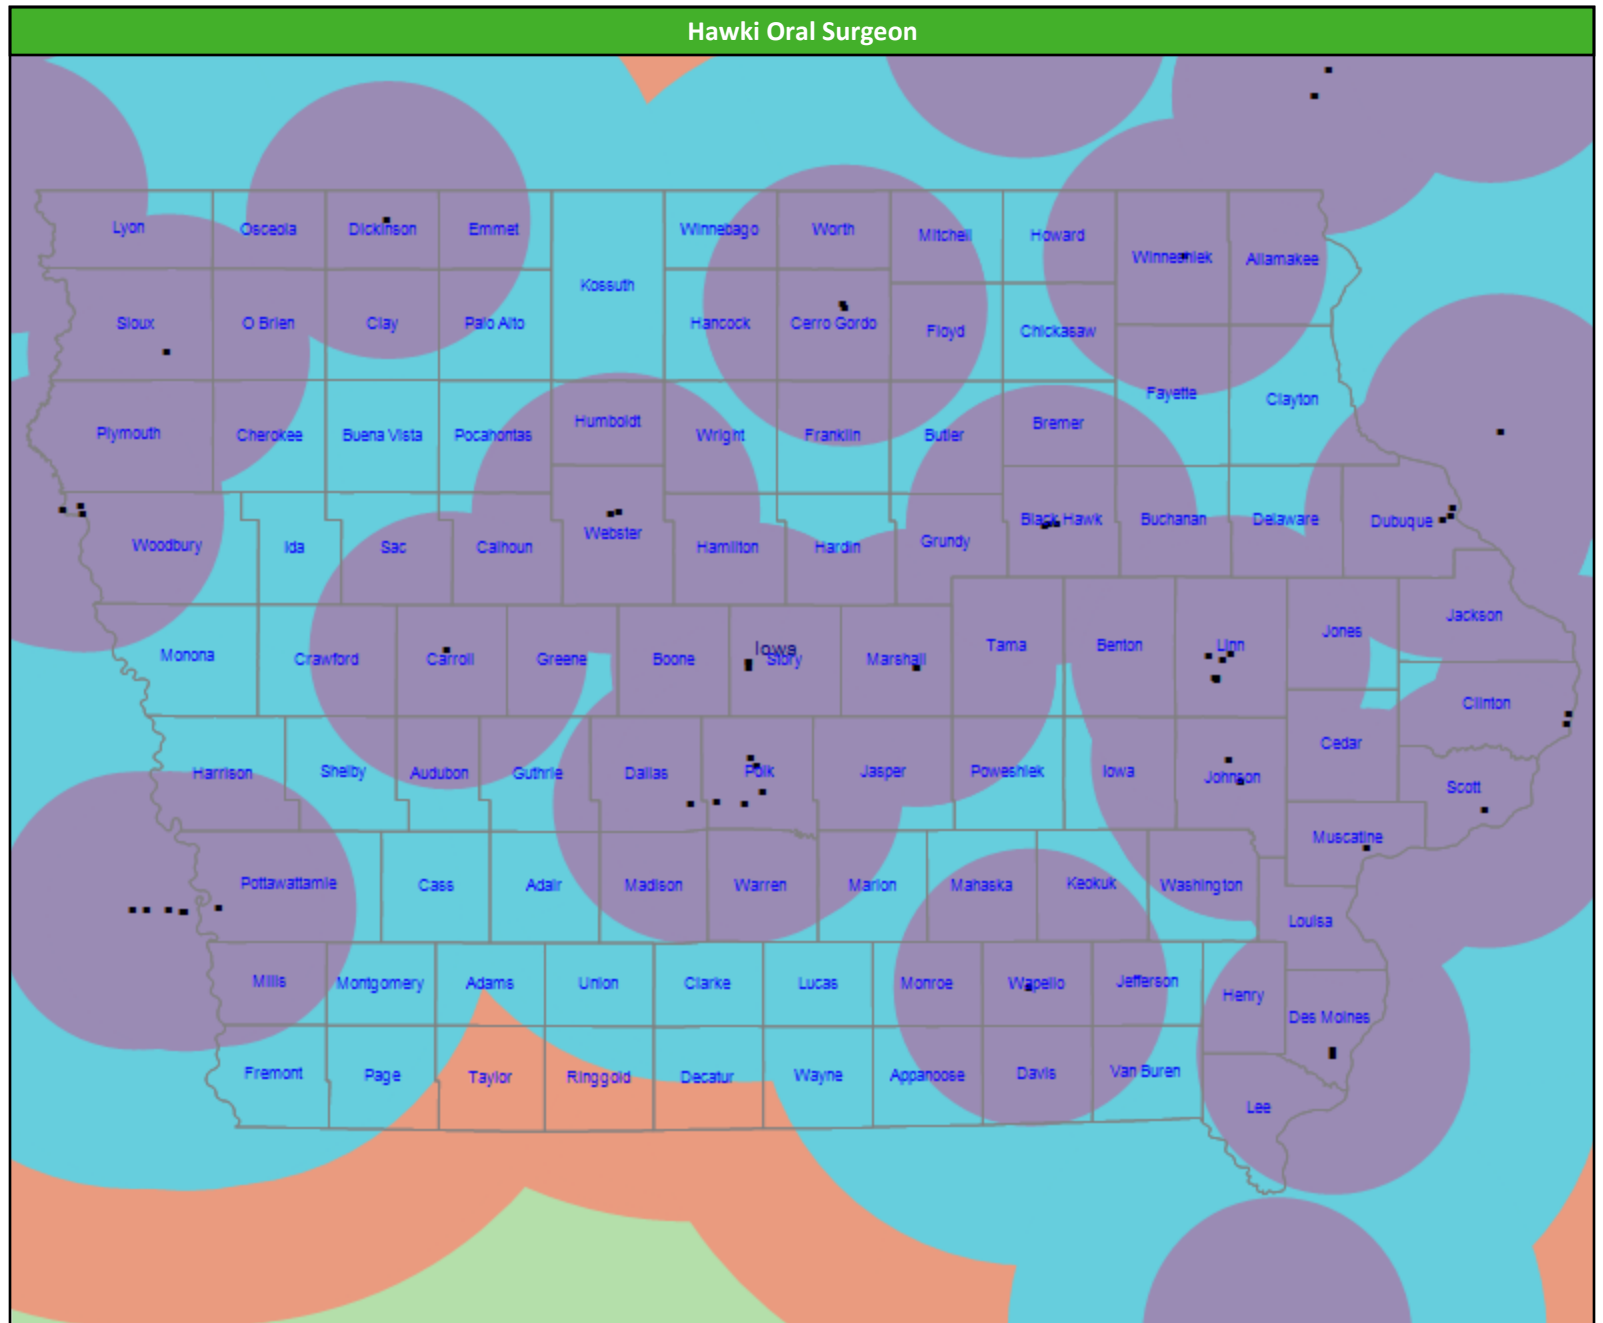 Hawki Oral Surgeon
Lyon
Osceola
Dickinson
Emmet
Winnebago
Worth
Mitchell
Howard
Winneshiek
Allamakee
Kossuth
Sioux
O Brien
Clay
Palo Alto
Hancock
Cerro Gordo
Floyd
Chickasaw
Fayette
Clayton
Plymouth
Cherokee
Buena Vista
Pocahontas
Humboldt
Wright
Franklin
Butler
Bremer
Woodbury
Ida
Sac
Calhoun
Webster
Hamilton
Hardin
Grundy
Black Hawk
Buchanan
Delaware
Dubuque
Monona
Crawford
Carroll
Greene
Boone
Iowa
Story
Marshall
Tama
Benton
Linn
Jones
Jackson
Clinton
Harrison
Shelby
Audubon
Guthrie
Dallas
Polk
Jasper
Poweshiek
Iowa
Johnson
Cedar
Scott
Muscatine
Pottawattamie
Cass
Adair
Madison
Warren
Marion
Mahaska
Keokuk
Washington
Louisa
Mills
Montgomery
Adams
Union
Clarke
Lucas
Monroe
Wapello
Jefferson
Henry
Des Moines
Fremont
Page
Taylor
Ringgold
Decatur
Wayne
Appanoose
Davis
Van Buren
Lee